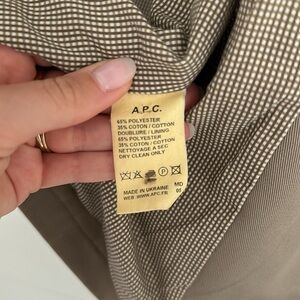 A.P.C.
65% POLYESTER
35% COTON / COTTON
DOUBLURE / LINING
65% POLYESTER
35% COTON / COTTON
NETTOYAGE A SEC
DRY CLEAN ONLY
P
MADE IN UKRAINE MD
WEB :WWW.APC.FR